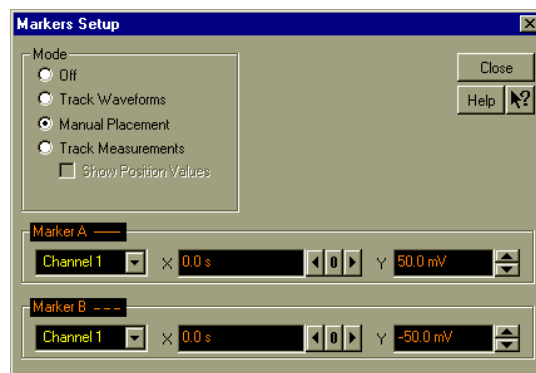 Markers Setup
Mode
Off
Track Waveforms
Manual Placement
Track Measurements
Show Position Values
Close
Help
Marker A
Channel 1 X 0.0 s 0 Y 50.0 mV
Marker B
Channel 1 X 0.0 s 0 Y -50.0 mV